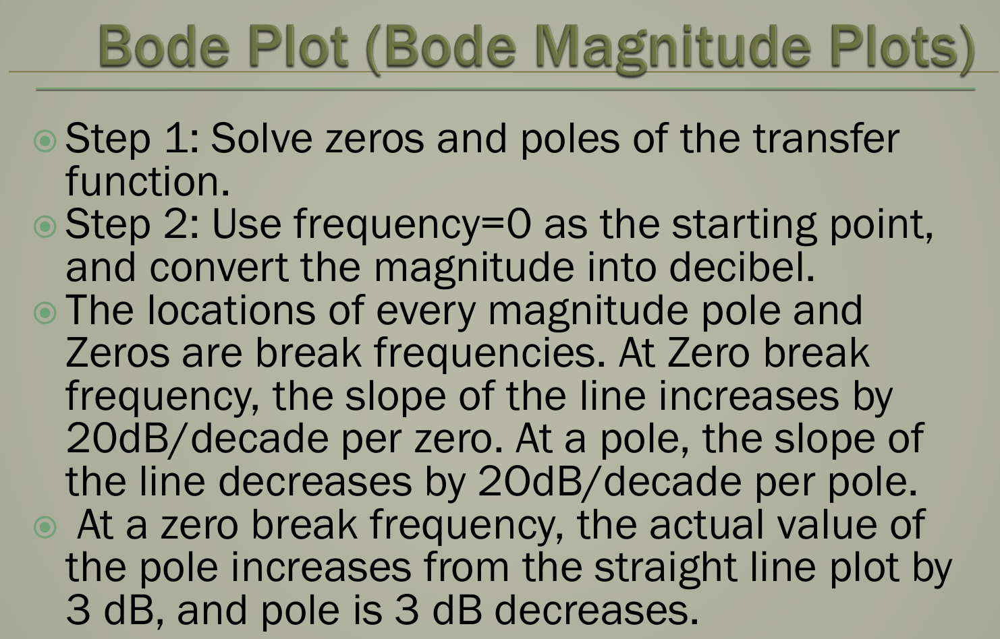 Bode Plot (Bode Magnitude Plots)
Step 1: Solve zeros and poles of the transfer
function.
Step 2: Use frequency=0 as the starting point,
and convert the magnitude into decibel.
The locations of every magnitude pole and
Zeros are break frequencies. At Zero break
frequency, the slope of the line increases by
20dB/decade per zero. At a pole, the slope of
the line decreases by 20dB/decade per pole.
At a zero break frequency, the actual value of
the pole increases from the straight line plot by
3 dB, and pole is 3 dB decreases.